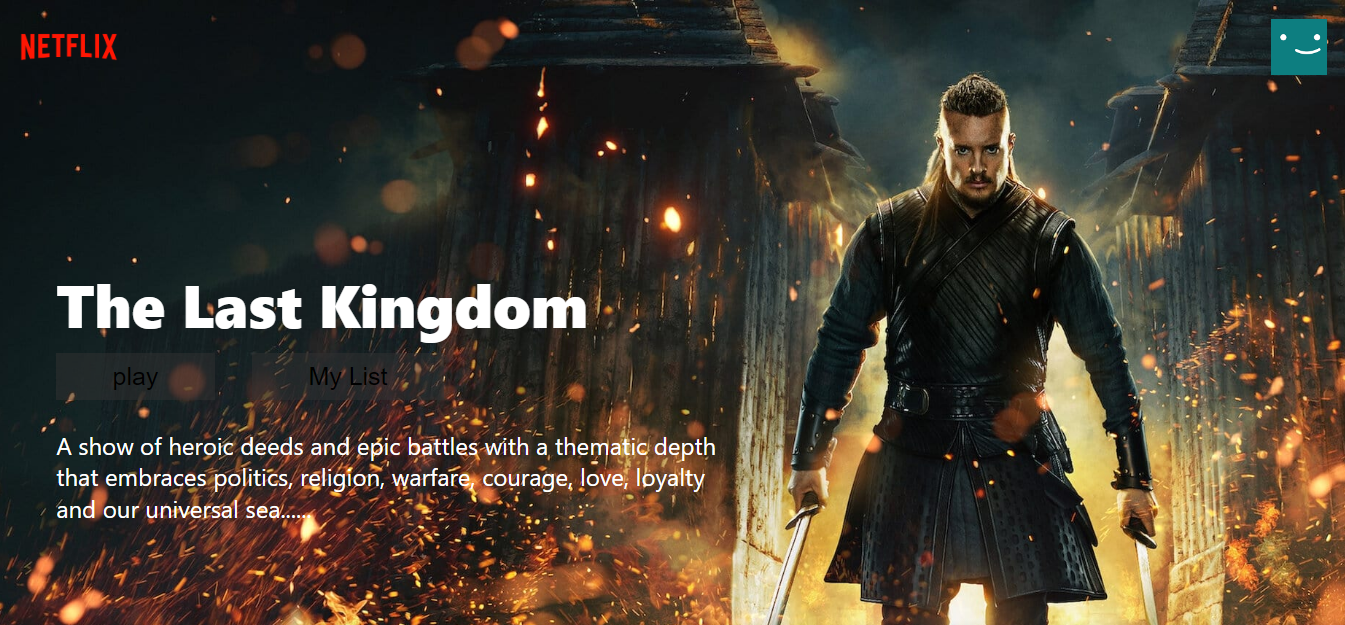 NETFLIX
The Last Kingdom
play My List
A show of heroic deeds and epic battles with a thematic depth
that embraces politics, religion, warfare, courage, love, loyalty
and our universal sea......